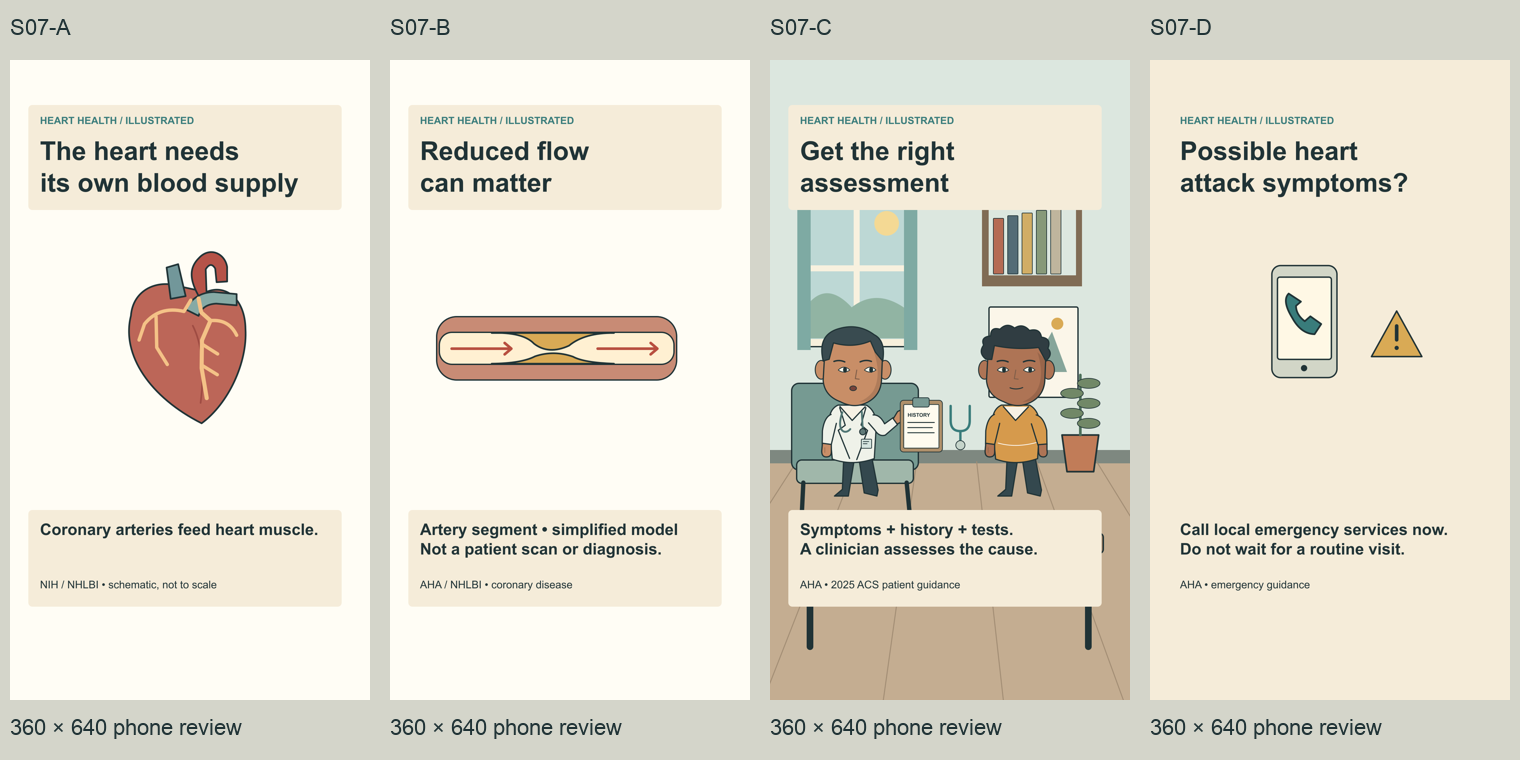 S07-A
HEART HEALTH / ILLUSTRATED
The heart needs
its own blood supply
Coronary arteries feed heart muscle.
NIH / NHLBI • schematic, not to scale
360 × 640 phone review
S07-B
HEART HEALTH / ILLUSTRATED
Reduced flow
can matter
Artery segment • simplified model
Not a patient scan or diagnosis.
AHA / NHLBI • coronary disease
360 × 640 phone review
S07-C
HEART HEALTH / ILLUSTRATED
Get the right
assessment
HISTORY
Symptoms + history + tests.
A clinician assesses the cause.
AHA • 2025 ACS patient guidance
360 × 640 phone review
S07-D
HEART HEALTH / ILLUSTRATED
Possible heart
attack symptoms?
Call local emergency services now.
Do not wait for a routine visit.
AHA • emergency guidance
360 × 640 phone review